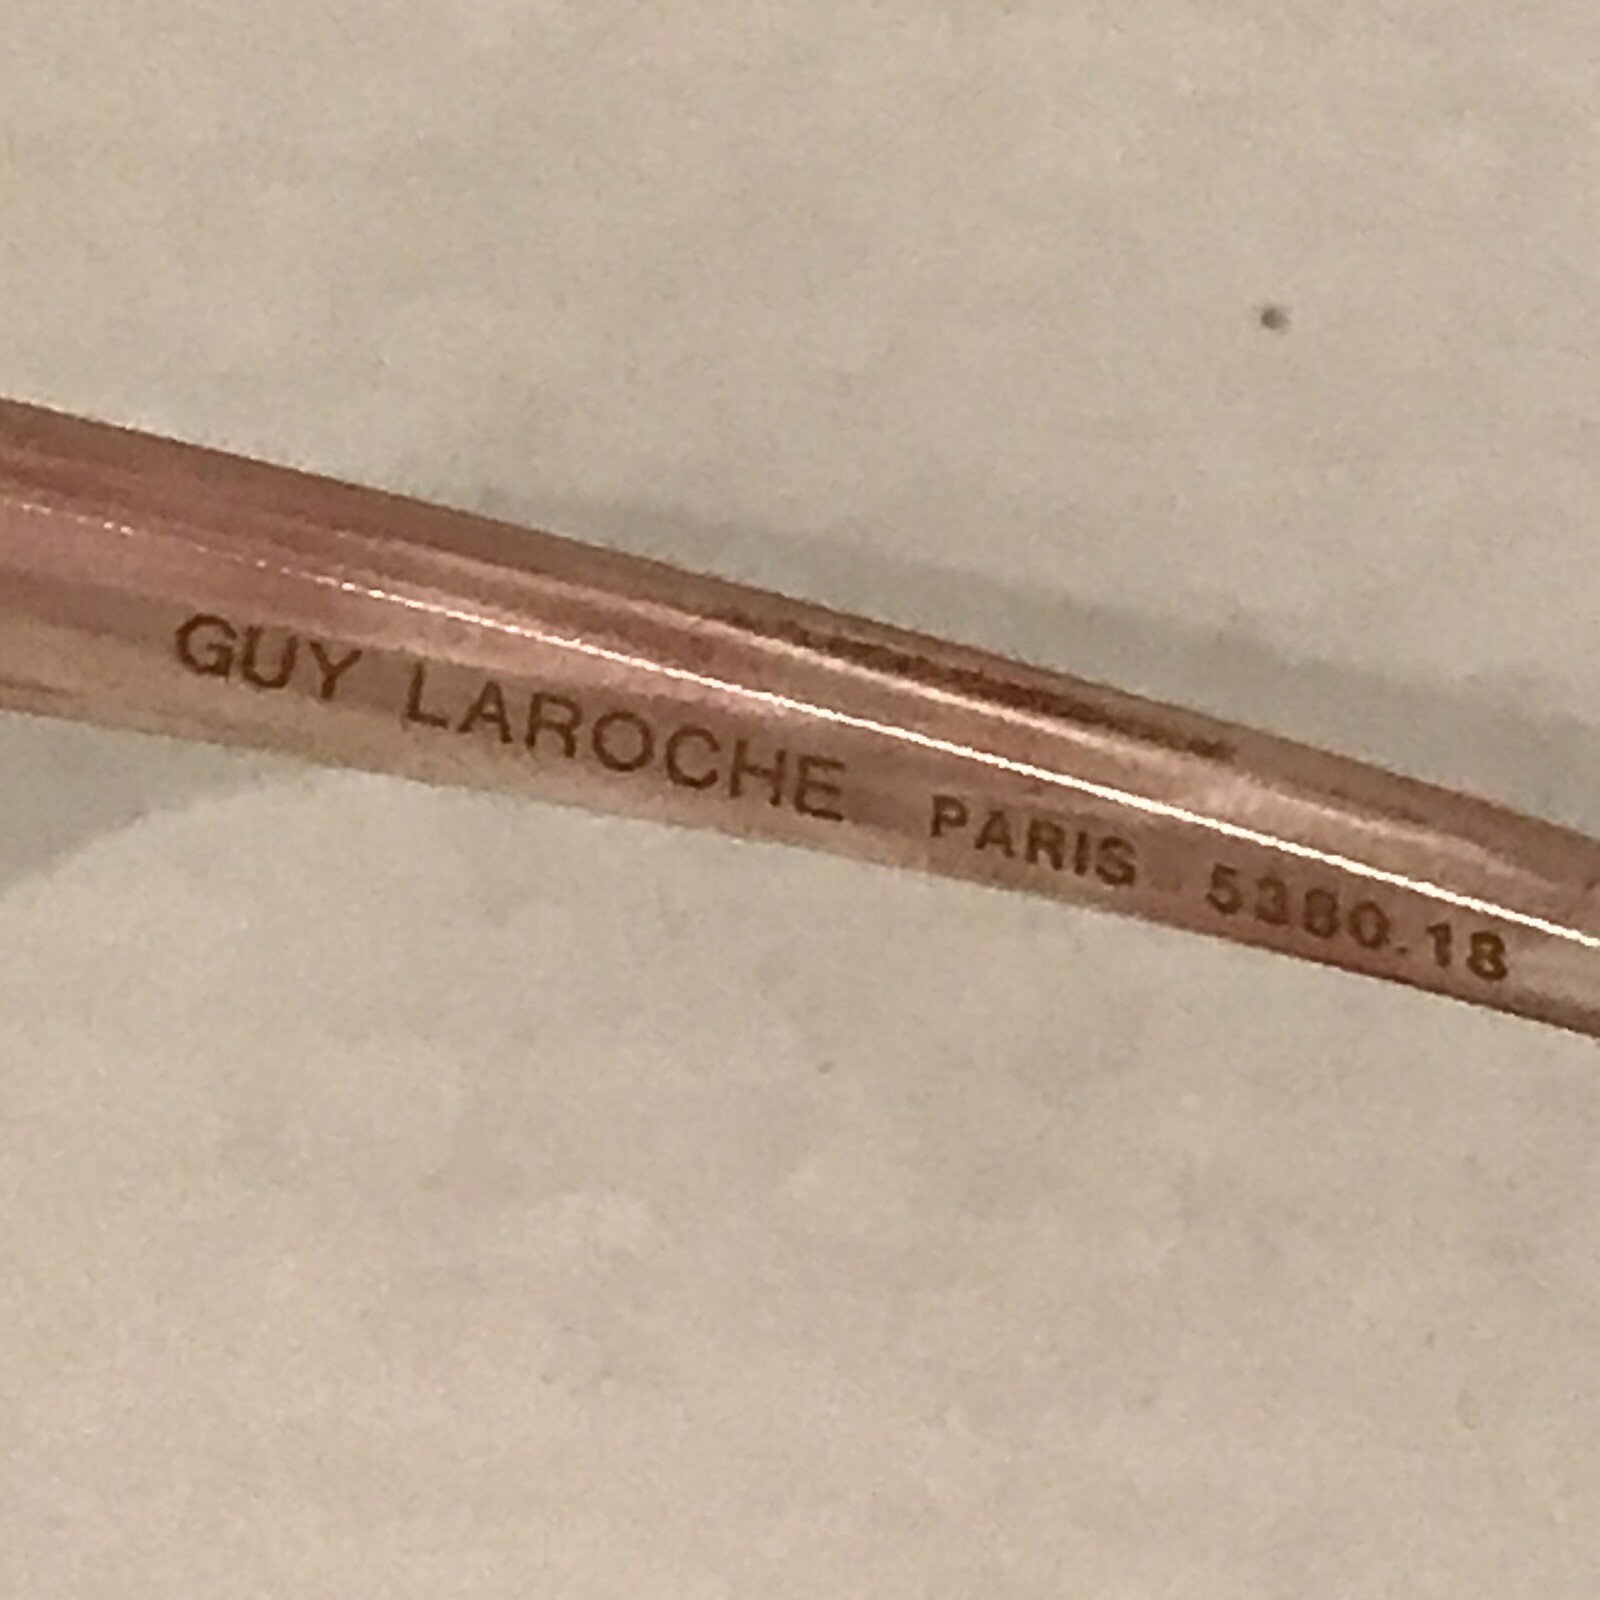 GUY LAROCHE PARIS 5380.18